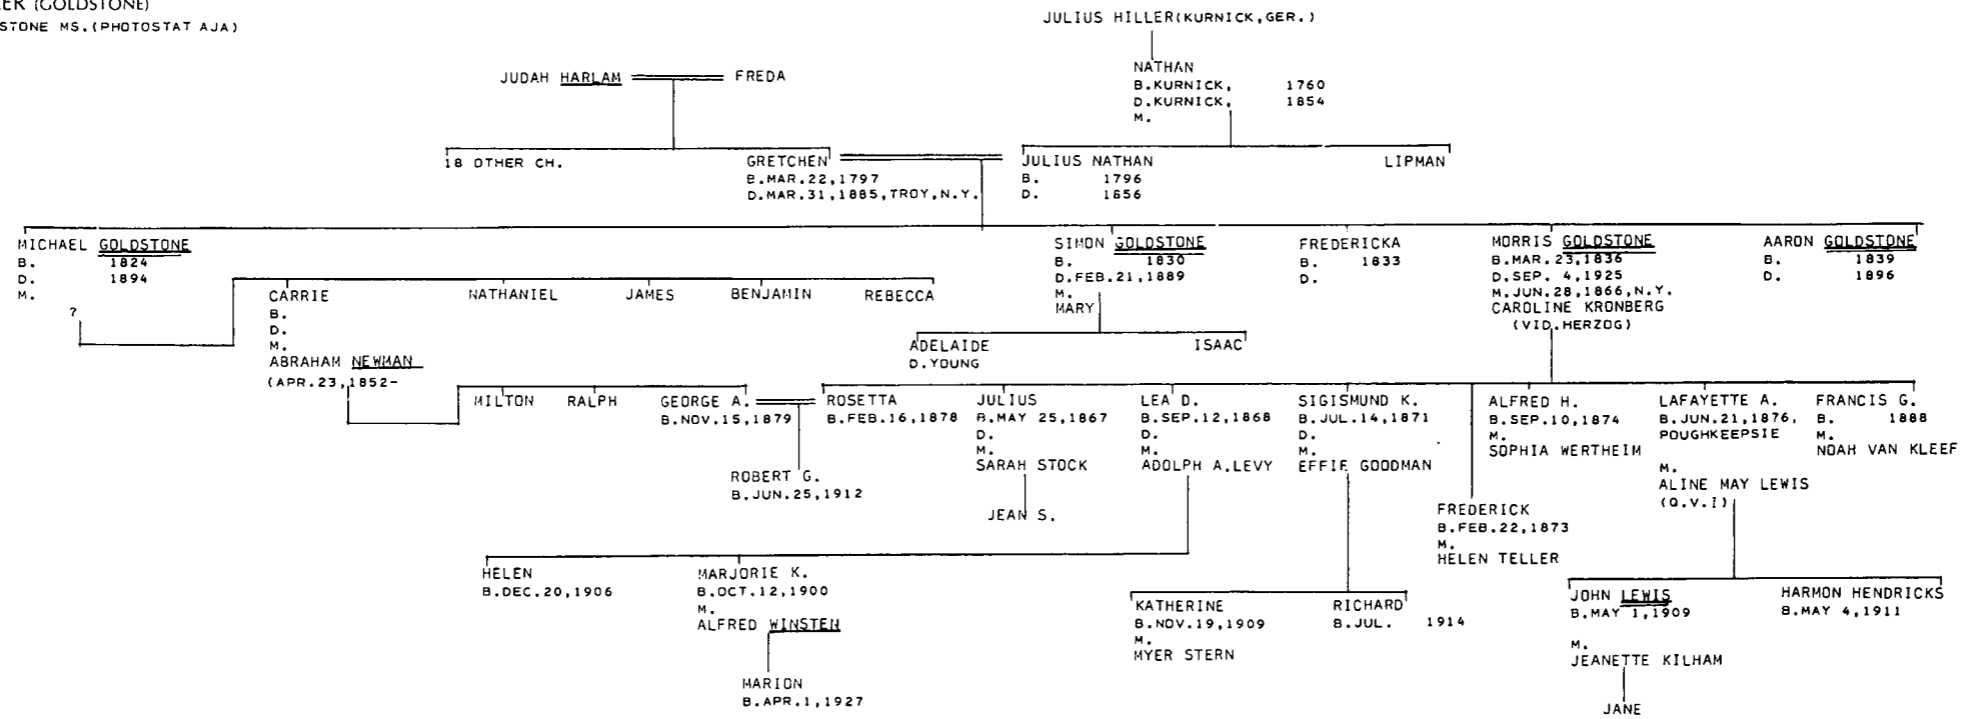 LER (GOLDSTONE)
STONE MS.(PHOTOSTAT AJA)
JULIUS HILLER(KURNICK,GER.)
JUDAH HARLAM
FREDA
NATHAN
B.KURNICK, 1760
D.KURNICK, 1854
M.
18 OTHER CH.
GRETCHEN
B.MAR.22,1797
D.MAR.31,1885,TROY,N.Y.
JULIUS NATHAN
B. 1796
D. 1856
LIPMAN
MICHAEL GOLDSTONE
B. 1824
D. 1894
M.
?
SIMON GOLDSTONE
B. 1830
D.FEB.21,1889
M.
MARY
FREDERICKA
B. 1833
D.
MORRIS GOLDSTONE
B.MAR.23,1836
D.SEP. 4,1925
M.JUN.28,1866,N.Y.
CAROLINE KRONBERG
(VID.HERZOG)
AARON GOLDSTONE
B. 1839
D. 1896
CARRIE
B.
D.
M.
ABRAHAM NEWMAN
(APR.23,1852-
NATHANIEL
JAMES
BENJAMIN
REBECCA
ADELAIDE
D.YOUNG
ISAAC
MILTON
RALPH
GEORGE A.
B.NOV.15,1879
ROSETTA
B.FEB.16,1878
JULIUS
B.MAY 25,1867
D.
M.
SARAH STOCK
LEA D.
B.SEP.12,1868
D.
M.
ADOLPH A.LEVY
SIGISMUND K.
B.JUL.14,1871
D.
M.
EFFIE GOODMAN
ALFRED H.
B.SEP.10,1874
M.
SOPHIA WERTHEIM
LAFAYETTE A.
B.JUN.21,1876,
POUGHKEEPSIE
M.
ALINE MAY LEWIS
(Q.V.I)
FRANCIS G.
B. 1888
M.
NOAH VAN KLEEF
ROBERT G.
B.JUN.25,1912
JEAN S.
FREDERICK
B.FEB.22,1873
M.
HELEN TELLER
HELEN
B.DEC.20,1906
MARJORIE K.
B.OCT.12,1900
M.
ALFRED WINSTEN
KATHERINE
B.NOV.19,1909
M.
MYER STERN
RICHARD
B.JUL. 1914
JOHN LEWIS
B.MAY 1,1909
M.
JEANETTE KILHAM
HARMON HENDRICKS
B.MAY 4,1911
MARION
B.APR.1,1927
JANE